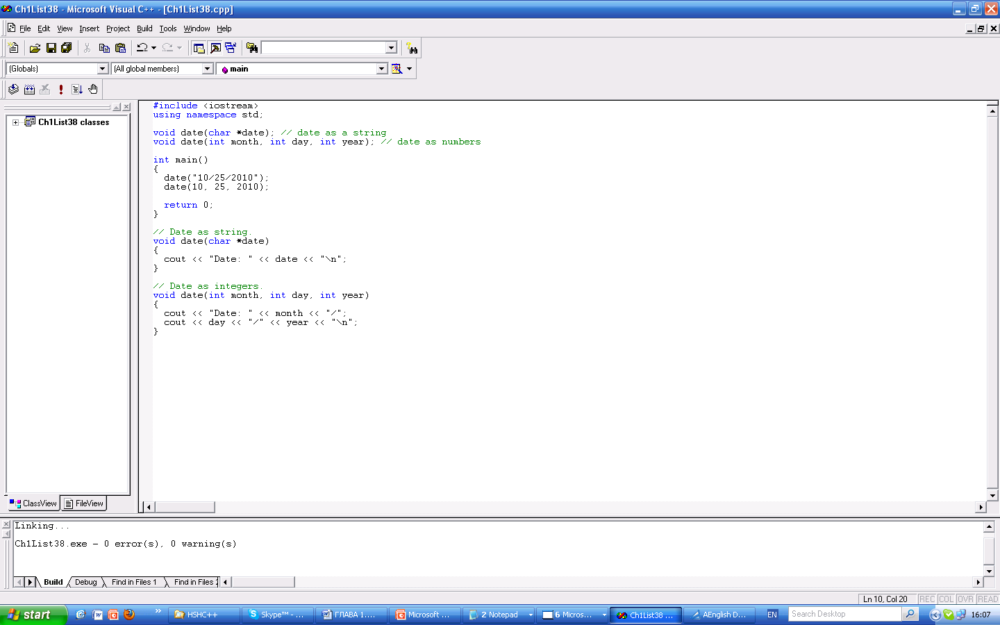 Ch1List38 - Microsoft Visual C++ - [Ch1List38.cpp]
File Edit View Insert Project Build Tools Window Help
(Globals) (All global members) main
Ch1List38 classes
#include <iostream>
using namespace std;
void date(char *date); // date as a string
void date(int month, int day, int year); // date as numbers
int main()
{
date("10/25/2010");
date(10, 25, 2010);
return 0;
}
// Date as string.
void date(char *date)
{
cout << "Date: " << date << "\n";
}
// Date as integers.
void date(int month, int day, int year)
{
cout << "Date: " << month << "/";
cout << day << "/" << year << "\n";
}
ClassView FileView
Linking...
Ch1List38.exe - 0 error(s), 0 warning(s)
Build Debug Find in Files 1 Find in Files 2
Ln 10, Col 20 REC COL OVR READ
start HSHC++ Skype™ - ... ГЛАВА 1.... Microsoft ... 2 Notepad 6 Micros... Ch1List38 ... AEnglish D... EN Search Desktop 16:07